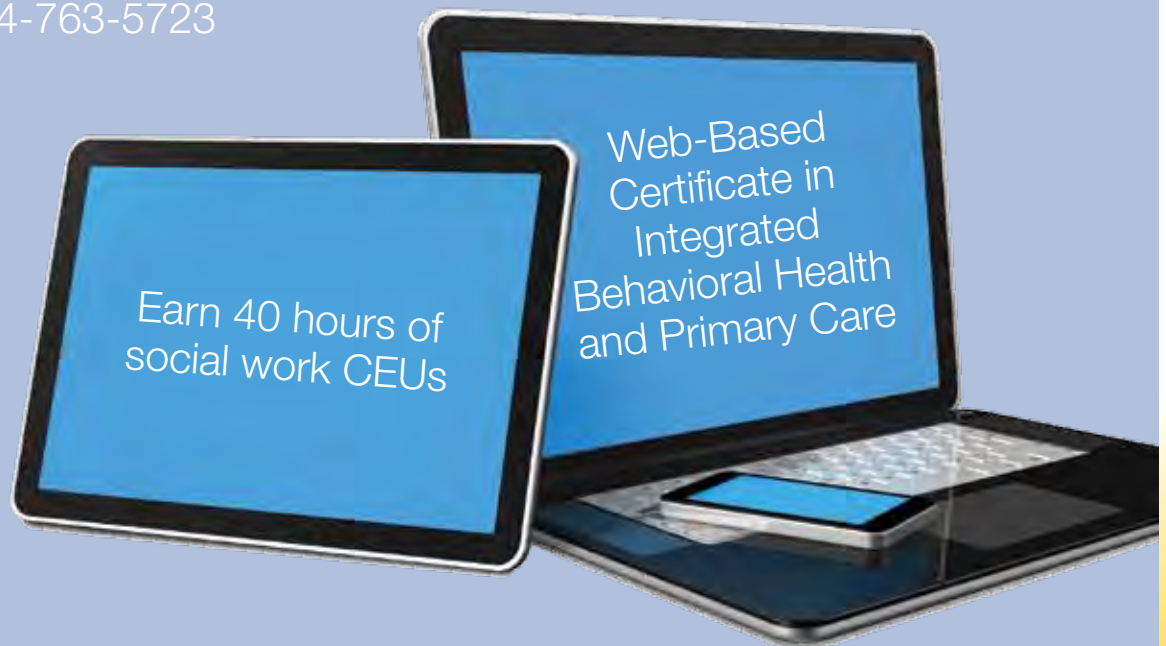 4-763-5723
Earn 40 hours of
social work CEUs
Web-Based
Certificate in
Integrated
Behavioral Health
and Primary Care